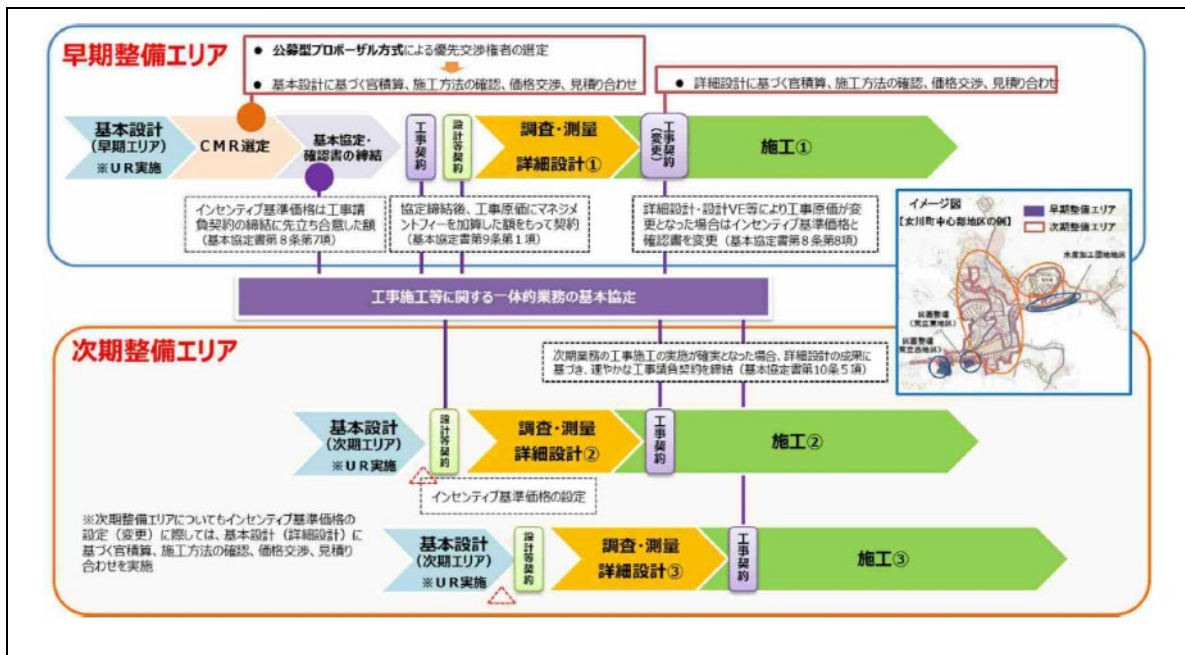 早期整備エリア
● 公募型プロポーザル方式による優先交渉権者の選定
● 基本設計に基づく官積算、施工方法の確認、価格交渉、見積り合わせ
● 詳細設計に基づく官積算、施工方法の確認、価格交渉、見積り合わせ
基本設計
(早期エリア)
※UR実施
CMR選定
基本協定・
確認書の締結
工事契約
設計等契約
調査・測量
詳細設計①
工事契約
(変更)
施工①
インセンティブ基準価格は工事請
負契約の締結に先立ち合意した額
(基本協定書第8条第7項)
協定締結後、工事原価にマネジメ
ントフィーを加算した額をもって契約
(基本協定書第9条第1項)
詳細設計・設計VE等により工事原価が変
更となった場合はインセンティブ基準価格と
確認書を変更(基本協定書第8条第8項)
イメージ図
【女川町中心部地区の例】
早期整備エリア
次期整備エリア
水産加工団地地区
工事施工等に関する一体的業務の基本協定
次期整備エリア
次期業務の工事施工の実施が確実となった場合、詳細設計の成果に
基づき、速やかな工事請負契約を締結(基本協定書第10条5項)
基本設計
(次期エリア)
※UR実施
設計等契約
調査・測量
詳細設計②
工事契約
施工②
インセンティブ基準価格の設定
※次期整備エリアについてもインセンティブ基準価格の
設定(変更)に際しては、基本設計(詳細設計)に
基づく官積算、施工方法の確認、価格交渉、見積り
合わせを実施
基本設計
(次期エリア)
※UR実施
設計等契約
調査・測量
詳細設計③
工事契約
施工③